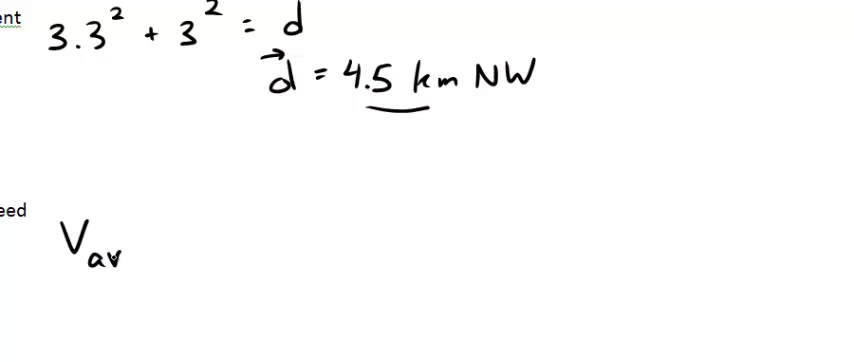 ent 3.3² + 3² = d
d⃗ = 4.5 km NW
eed
Vav